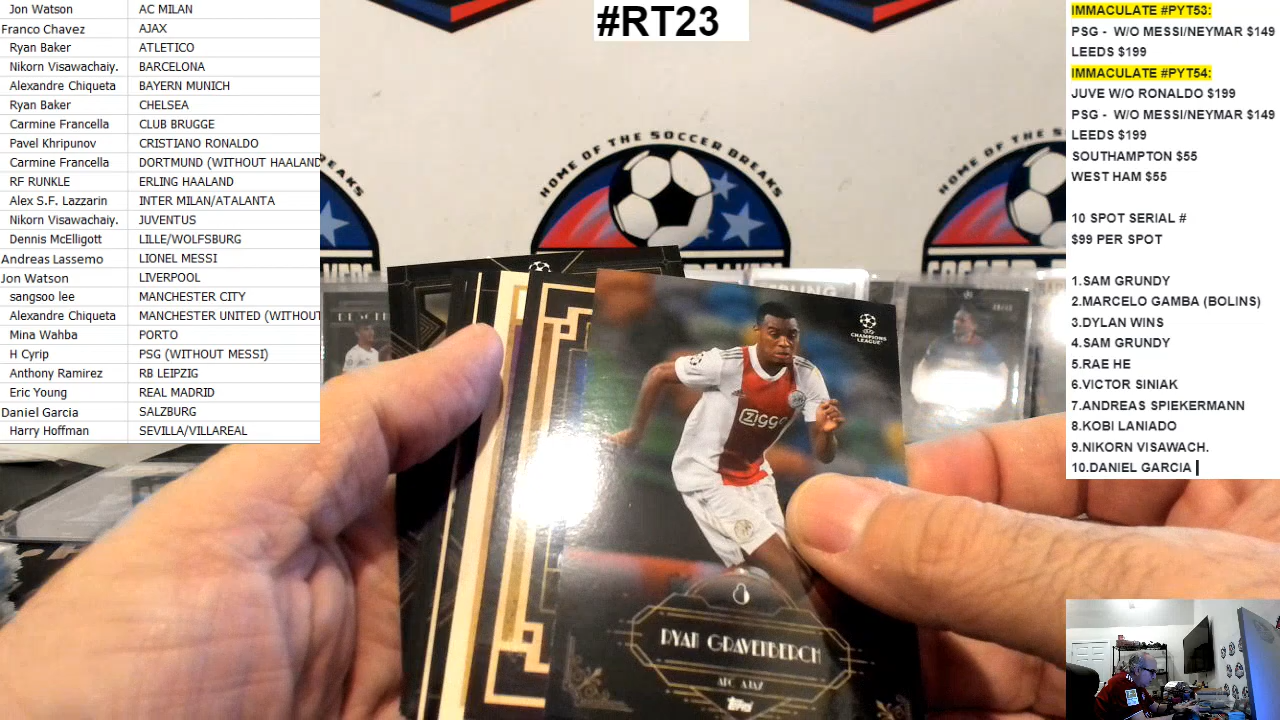 #RT23
Jon Watson AC MILAN
Franco Chavez AJAX
Ryan Baker ATLETICO
Nikorn Visawachaiy. BARCELONA
Alexandre Chiqueta BAYERN MUNICH
Ryan Baker CHELSEA
Carmine Francella CLUB BRUGGE
Pavel Khripunov CRISTIANO RONALDO
Carmine Francella DORTMUND (WITHOUT HAALAND
RF RUNKLE ERLING HAALAND
Alex S.F. Lazzarin INTER MILAN/ATALANTA
Nikorn Visawachaiy. JUVENTUS
Dennis McElligott LILLE/WOLFSBURG
Andreas Lassemo LIONEL MESSI
Jon Watson LIVERPOOL
sangsoo lee MANCHESTER CITY
Alexandre Chiqueta MANCHESTER UNITED (WITHOUT
Mina Wahba PORTO
H Cyrip PSG (WITHOUT MESSI)
Anthony Ramirez RB LEIPZIG
Eric Young REAL MADRID
Daniel Garcia SALZBURG
Harry Hoffman SEVILLA/VILLAREAL
HOME OF THE SOCCER BREAKS
CHAMPIONS
LEAGUE
Ziggo
RYAN GRAVENBERCH
AFC AJAX
Topps
IMMACULATE #PYT53:
PSG - W/O MESSI/NEYMAR $149
LEEDS $199
IMMACULATE #PYT54:
JUVE W/O RONALDO $199
PSG - W/O MESSI/NEYMAR $149
LEEDS $199
SOUTHAMPTON $55
WEST HAM $55
10 SPOT SERIAL #
$99 PER SPOT
1.SAM GRUNDY
2.MARCELO GAMBA (BOLINS)
3.DYLAN WINS
4.SAM GRUNDY
5.RAE HE
6.VICTOR SINIAK
7.ANDREAS SPIEKERMANN
8.KOBI LANIADO
9.NIKORN VISAWACH.
10.DANIEL GARCIA